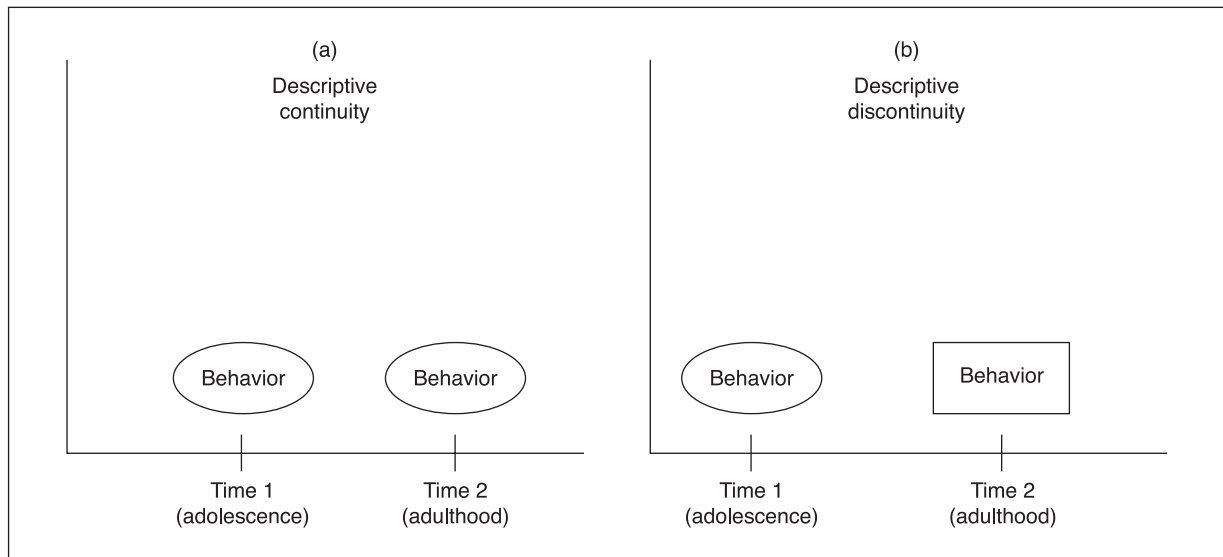 (a)
Descriptive
continuity
Behavior
Behavior
Time 1
(adolescence)
Time 2
(adulthood)
(b)
Descriptive
discontinuity
Behavior
Behavior
Time 1
(adolescence)
Time 2
(adulthood)